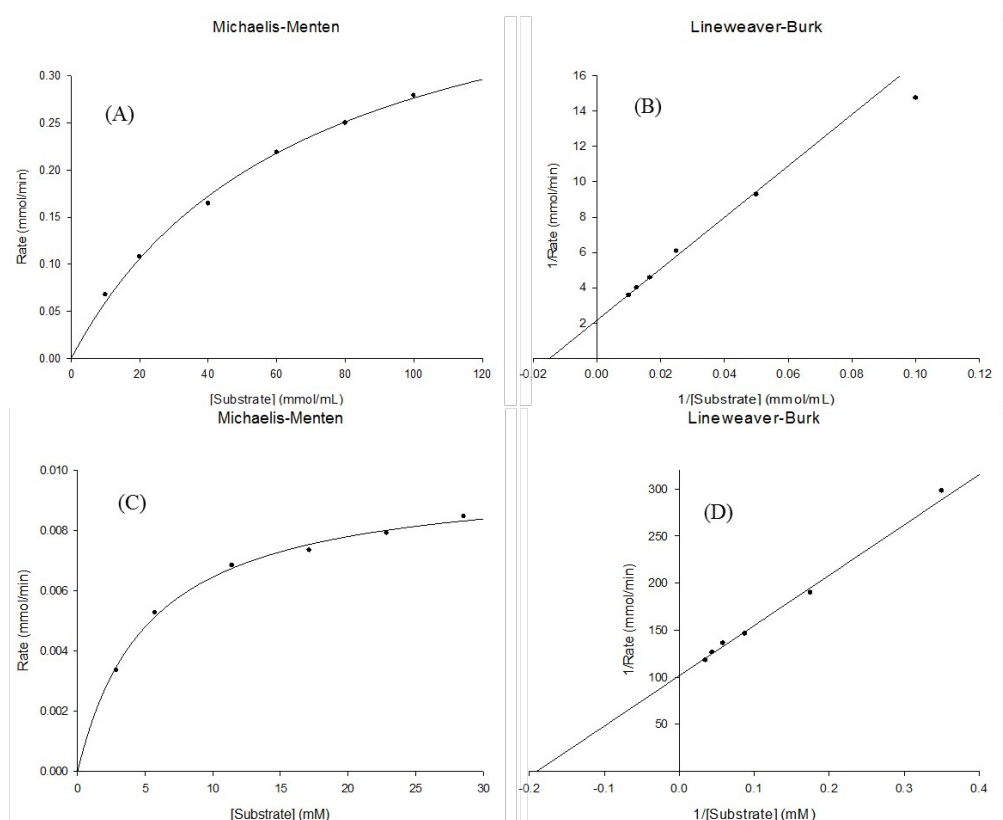 Michaelis-Menten
(A)
Rate (mmol/min)
0.30
0.25
0.20
0.15
0.10
0.05
0.00
0 20 40 60 80 100 120
[Substrate] (mmol/mL)
Lineweaver-Burk
(B)
1/Rate (mmol/min)
16
14
12
10
8
6
4
2
-0.02 0.00 0.02 0.04 0.06 0.08 0.10 0.12
1/[Substrate] (mmol/mL)
Michaelis-Menten
(C)
Rate (mmol/min)
0.010
0.008
0.006
0.004
0.002
0.000
0 5 10 15 20 25 30
[Substrate] (mM)
Lineweaver-Burk
(D)
1/Rate (mmol/min)
300
250
200
150
100
50
-0.2 -0.1 0.0 0.1 0.2 0.3 0.4
1/[Substrate] (mM)